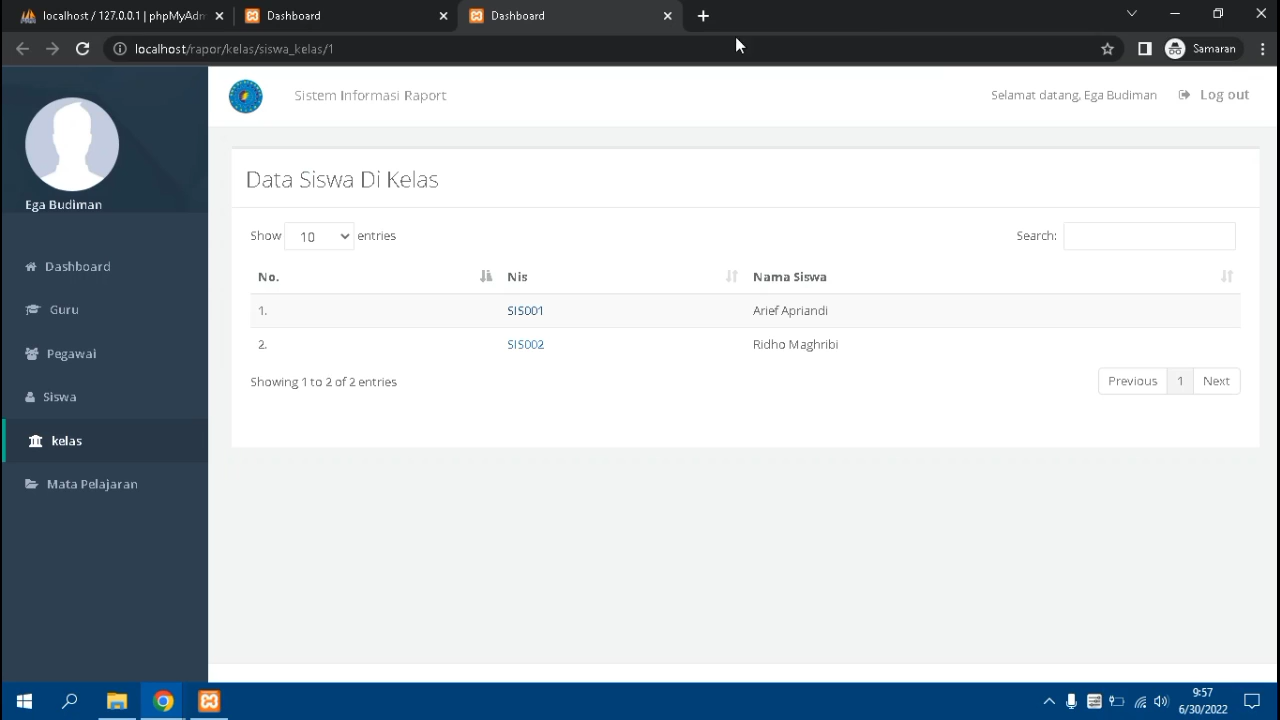 localhost / 127.0.0.1 | phpMyAdm
Dashboard
Dashboard
localhost/rapor/kelas/siswa_kelas/1
Samaran
Sistem Informasi Raport
Selamat datang, Ega Budiman
Log out
Ega Budiman
Dashboard
Guru
Pegawai
Siswa
kelas
Mata Pelajaran
Data Siswa Di Kelas
Show 10 entries
Search:
No. Nis Nama Siswa
1. SIS001 Arief Apriandi
2. SIS002 Ridho Maghribi
Showing 1 to 2 of 2 entries
Previous 1 Next
9:57
6/30/2022